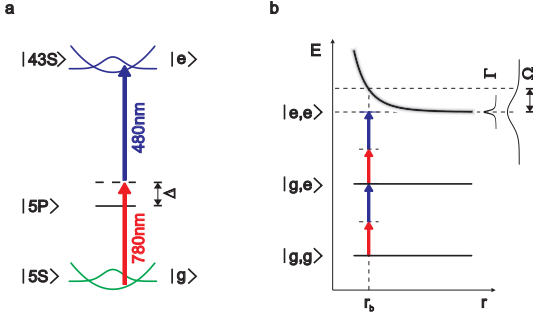 a
|43S>
|e>
480nm
Δ
|5P>
780nm
|5S>
|g>
b
E
Γ
Ω
|e,e>
|g,e>
|g,g>
r_b
r